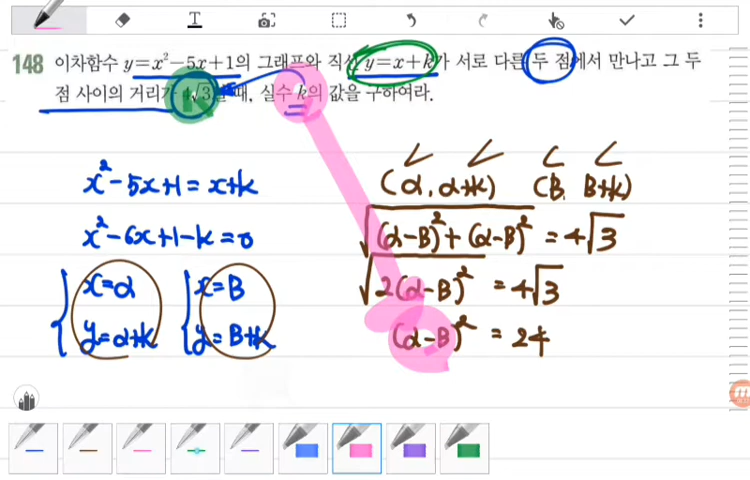 148 이차함수 y=x²-5x+1의 그래프와 직선 y=x+k가 서로 다른 두 점에서 만나고 그 두
점 사이의 거리가 4√3일 때, 실수 k의 값을 구하여라.
x²-5x+1=x+k
x²-6x+1-k=0
x=α
y=α+k
x=B
y=B+k
(α, α+k) (B, B+k)
√(α-B)²+(α-B)² = 4√3
√2(α-B)² = 4√3
(α-B)² = 24